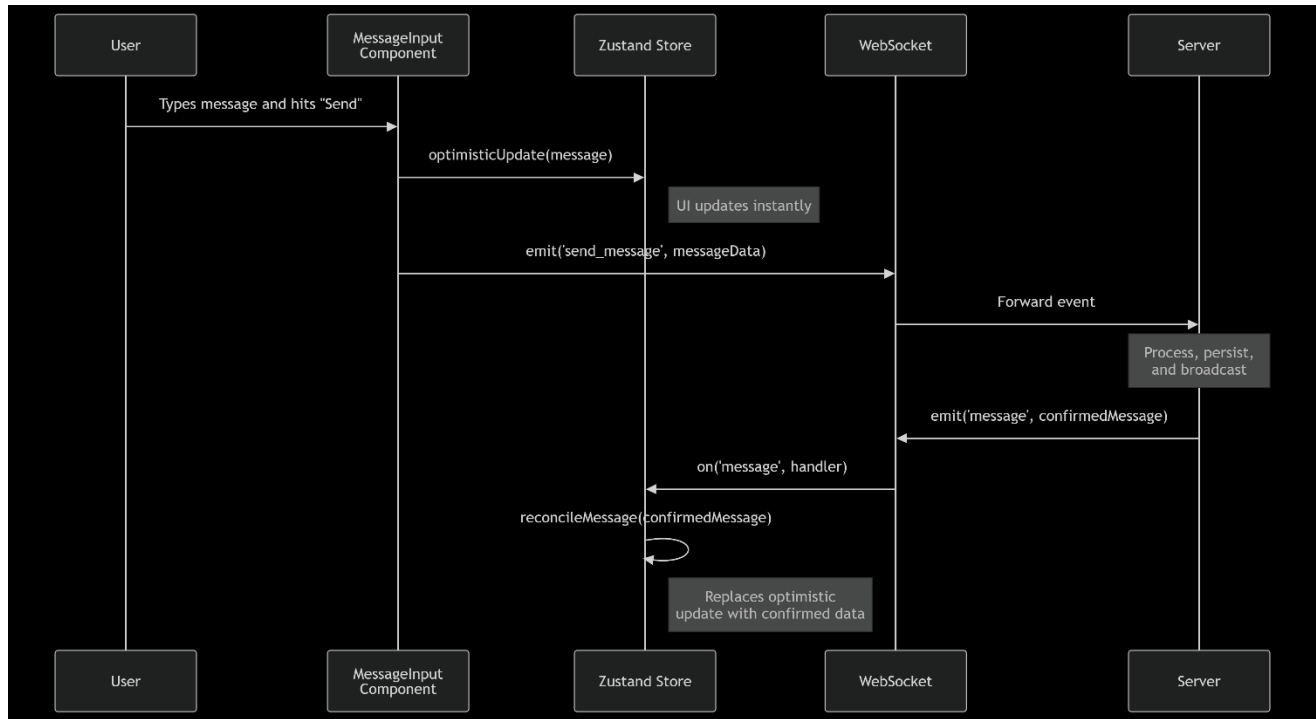 User
MessageInput
Component
Zustand Store
WebSocket
Server
Types message and hits "Send"
optimisticUpdate(message)
UI updates instantly
emit('send_message', messageData)
Forward event
Process, persist,
and broadcast
emit('message', confirmedMessage)
on('message', handler)
reconcileMessage(confirmedMessage)
Replaces optimistic
update with confirmed data
User
MessageInput
Component
Zustand Store
WebSocket
Server